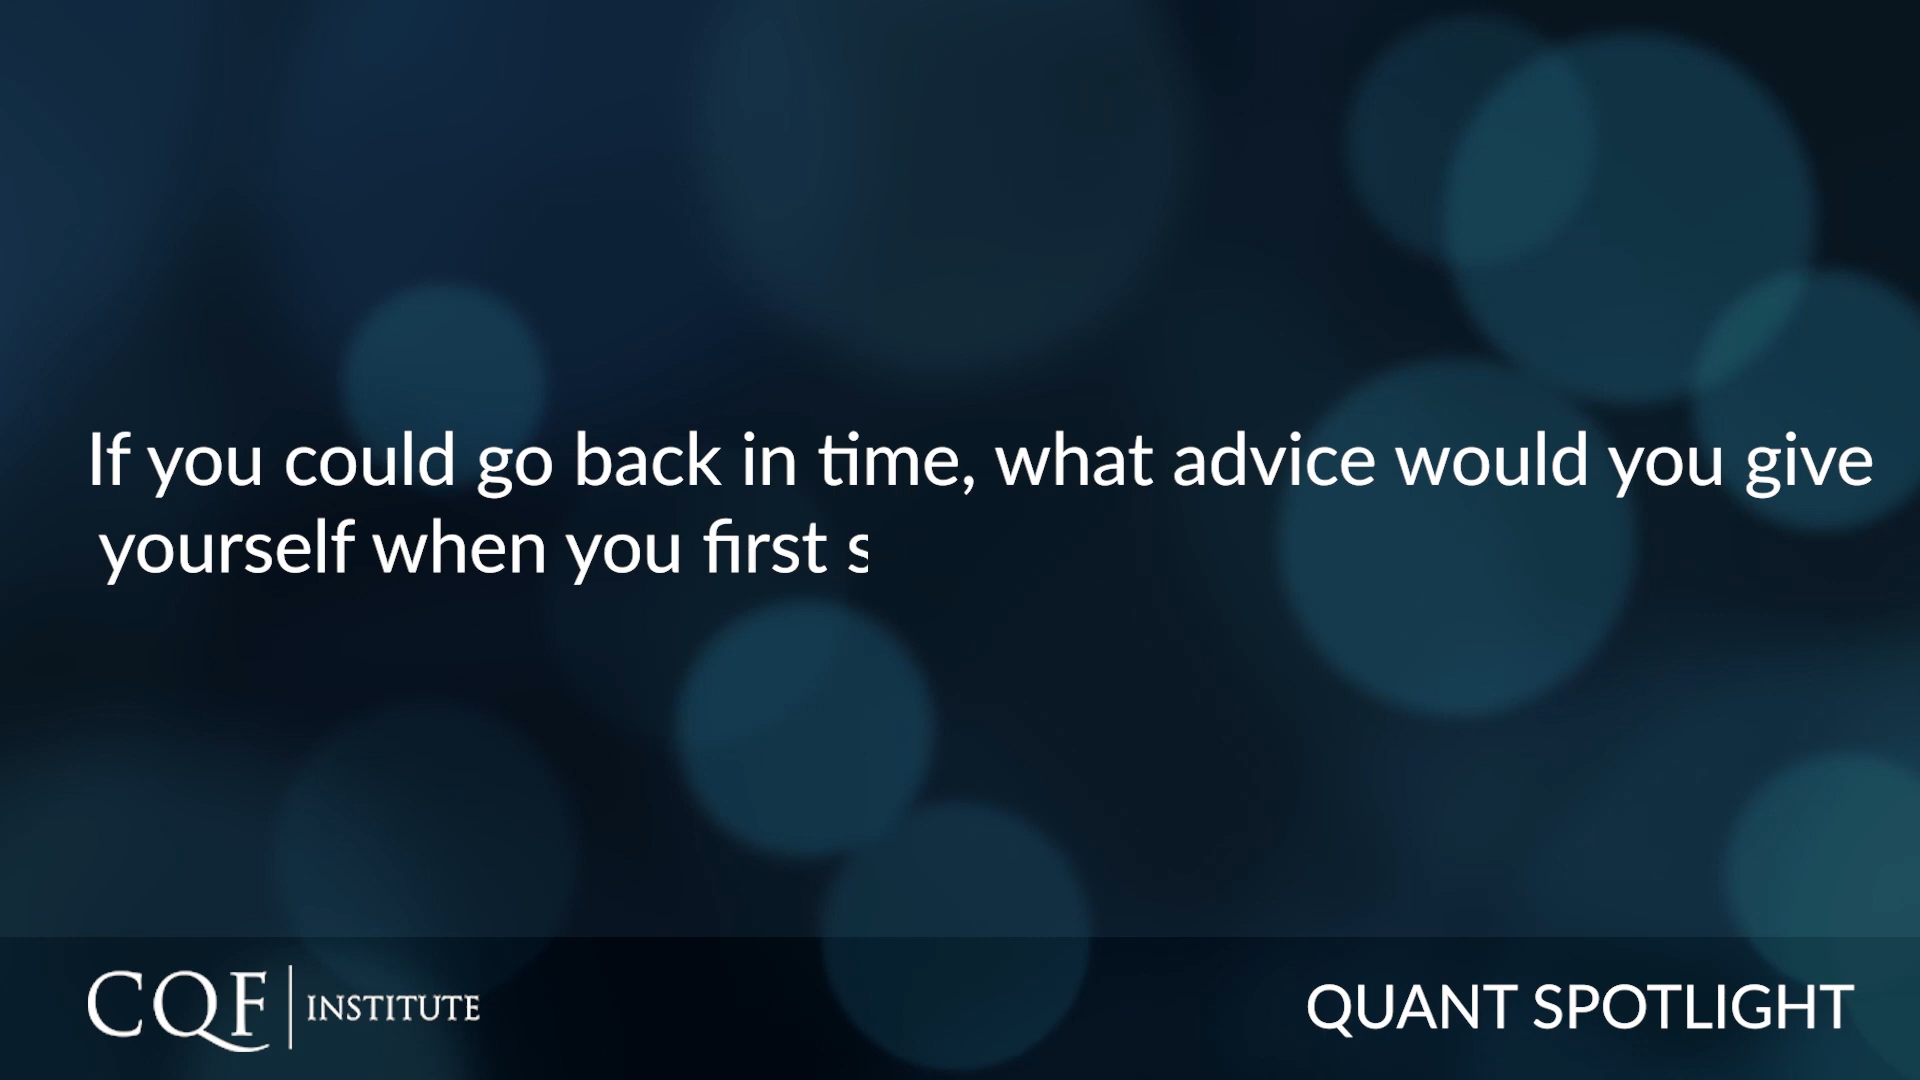 If you could go back in time, what advice would you give
yourself when you first s
CQF INSTITUTE
QUANT SPOTLIGHT